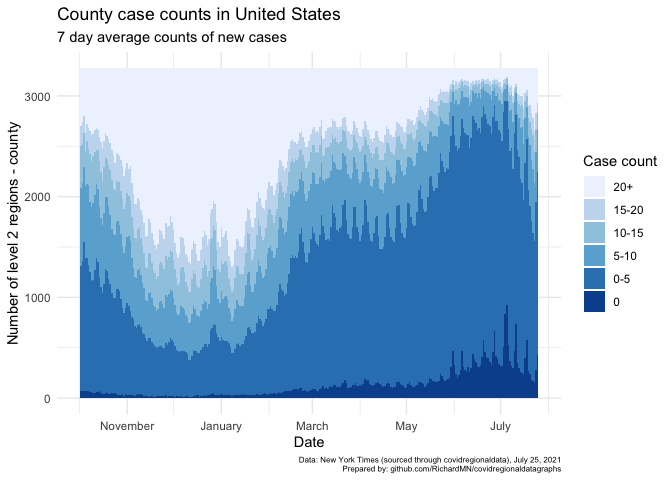 County case counts in United States
7 day average counts of new cases
Number of level 2 regions - county
3000
2000
1000
0
November
January
March
May
July
Date
Case count
20+
15-20
10-15
5-10
0-5
0
Data: New York Times (sourced through covidregionaldata), July 25, 2021
Prepared by: github.com/RichardMN/covidregionaldatagraphs